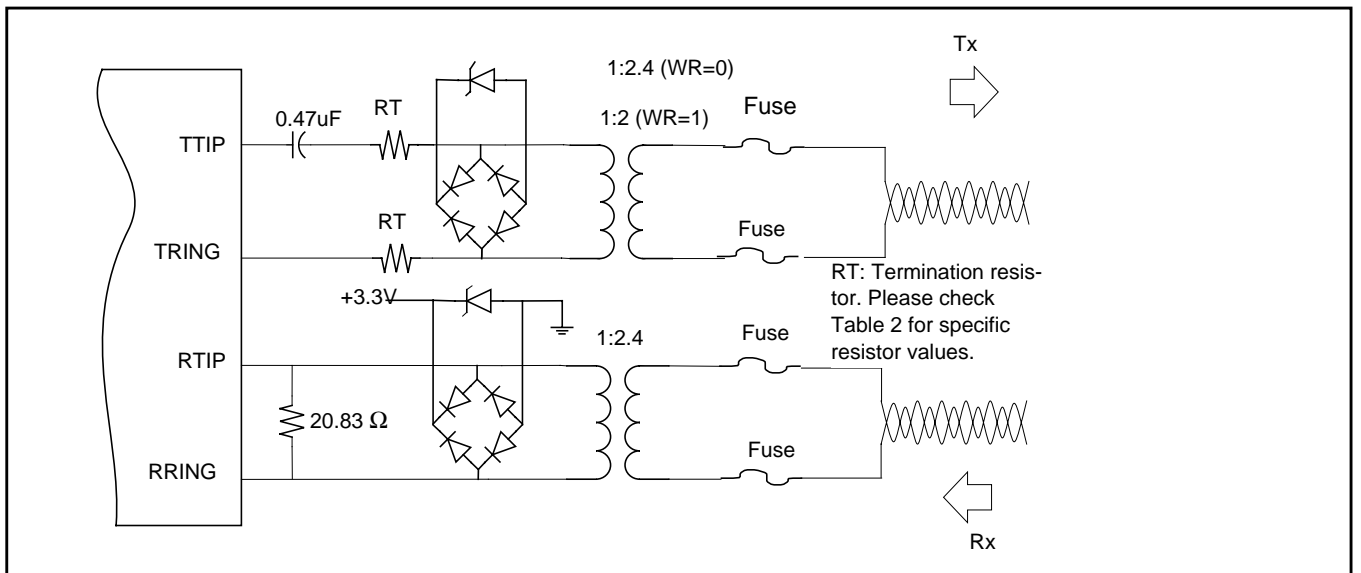 Tx
1:2.4 (WR=0)
Fuse
RT
0.47uF
1:2 (WR=1)
TTIP
RT
Fuse
TRING
RT: Termination resis-
tor. Please check
Table 2 for specific
resistor values.
+3.3V
1:2.4
Fuse
RTIP
20.83 Ω
Fuse
RRING
Rx